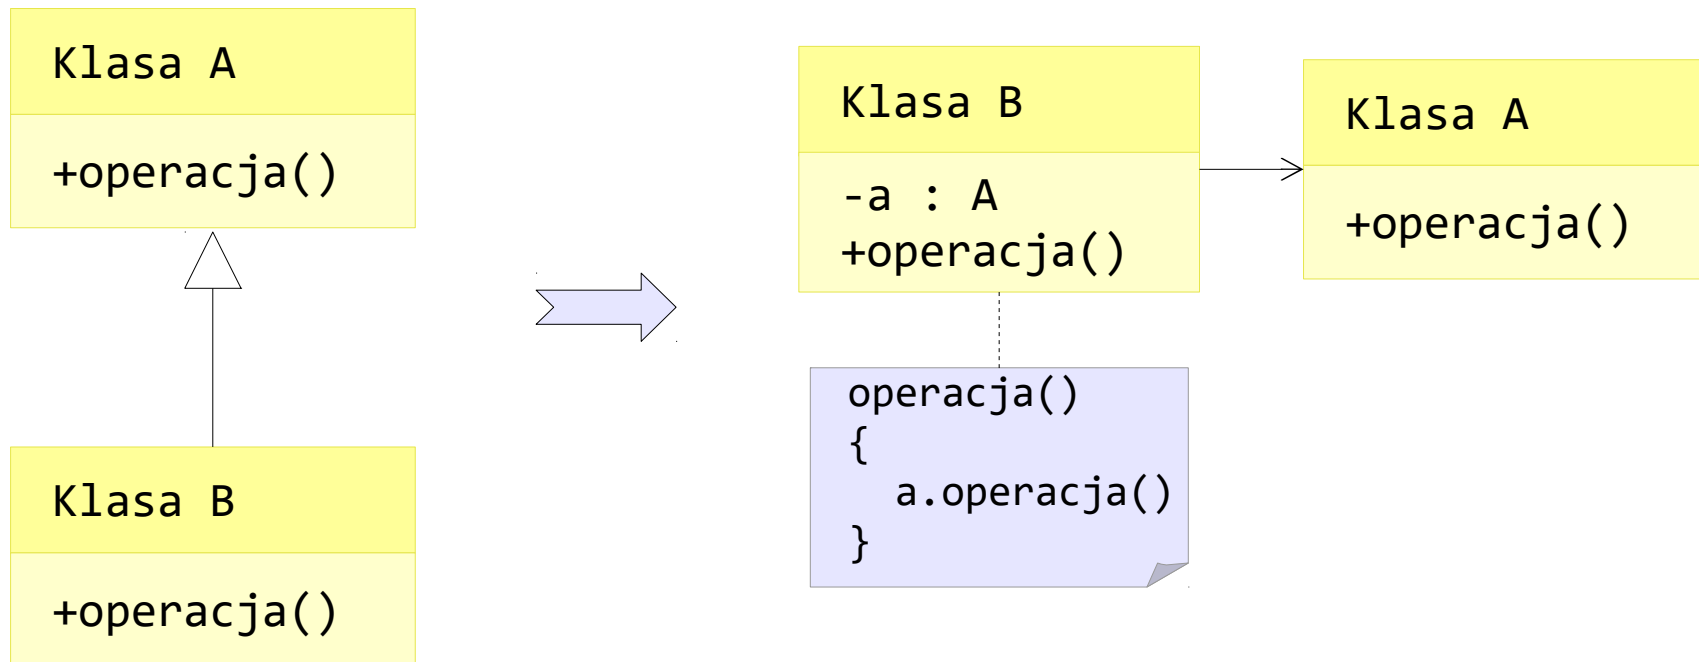 Klasa A
+operacja()
Klasa B
+operacja()
Klasa B
-a : A
+operacja()
operacja()
{
a.operacja()
}
Klasa A
+operacja()